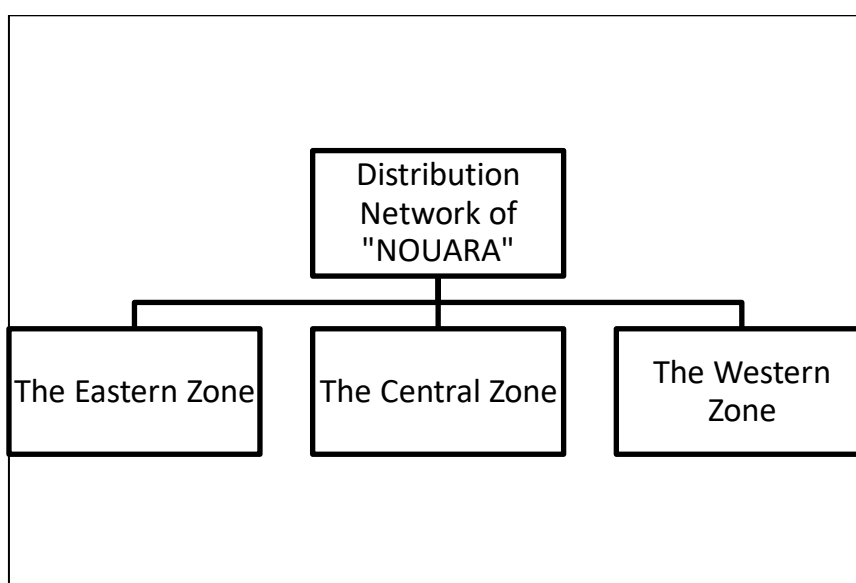 Distribution
Network of
"NOUARA"
The Eastern Zone
The Central Zone
The Western
Zone